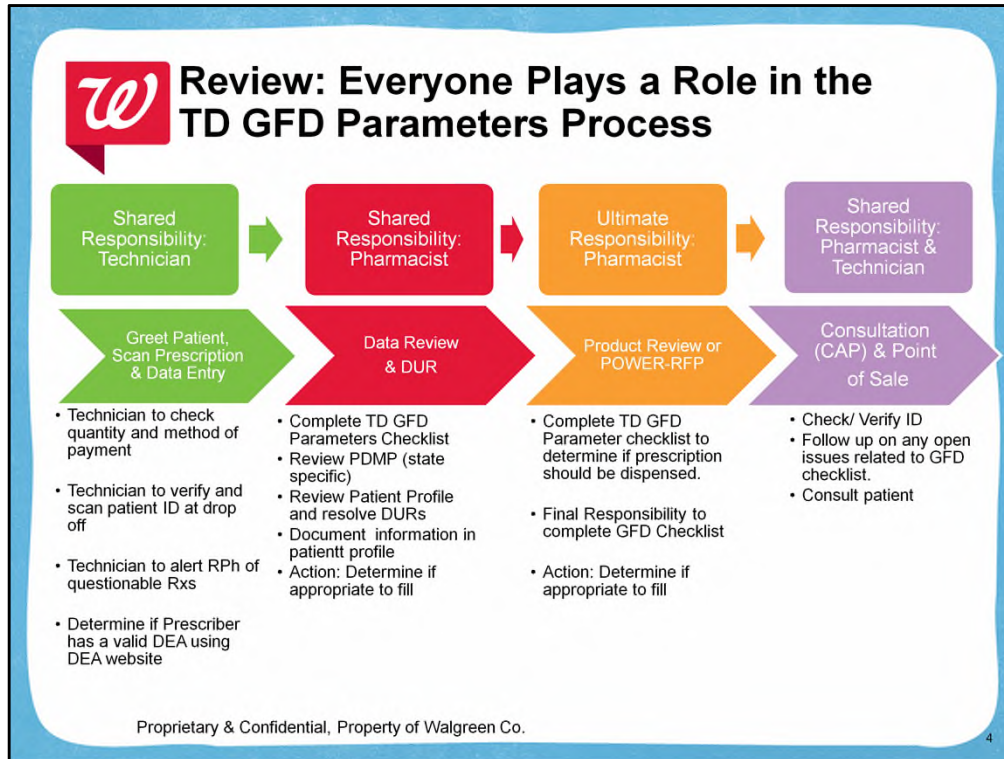 W
Review: Everyone Plays a Role in the
TD GFD Parameters Process
Shared
Responsibility:
Technician
Shared
Responsibility:
Pharmacist
Ultimate
Responsibility:
Pharmacist
Shared
Responsibility:
Pharmacist &
Technician
Greet Patient,
Scan Prescription
& Data Entry
Data Review
& DUR
Product Review or
POWER-RFP
Consultation
(CAP) & Point
of Sale
• Technician to check
quantity and method of
payment
• Technician to verify and
scan patient ID at drop
off
• Technician to alert RPh of
questionable Rxs
• Determine if Prescriber
has a valid DEA using
DEA website
• Complete TD GFD
Parameters Checklist
• Review PDMP (state
specific)
• Review Patient Profile
and resolve DURs
• Document information in
patientt profile
• Action: Determine if
appropriate to fill
• Complete TD GFD
Parameter checklist to
determine if prescription
should be dispensed.
• Final Responsibility to
complete GFD Checklist
• Action: Determine if
appropriate to fill
• Check/ Verify ID
• Follow up on any open
issues related to GFD
checklist.
• Consult patient
Proprietary & Confidential, Property of Walgreen Co.
4